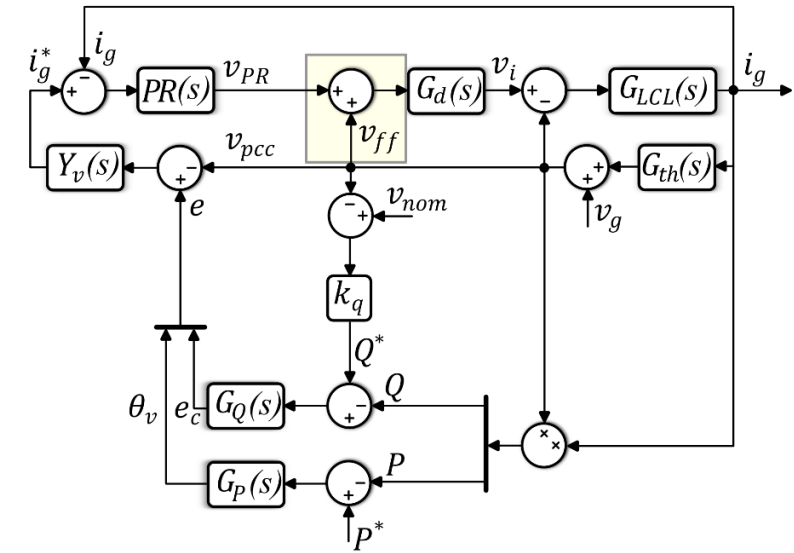 i_g^*
i_g
PR(s)
v_PR
+
−
+
+
v_ff
G_d(s)
v_i
+
−
G_LCL(s)
i_g
Y_v(s)
+
−
e
v_pcc
+
+
v_g
G_th(s)
−
+
v_nom
k_q
Q^*
θ_v
e_c
G_Q(s)
−
+
Q
×
×
G_P(s)
−
+
P
P^*